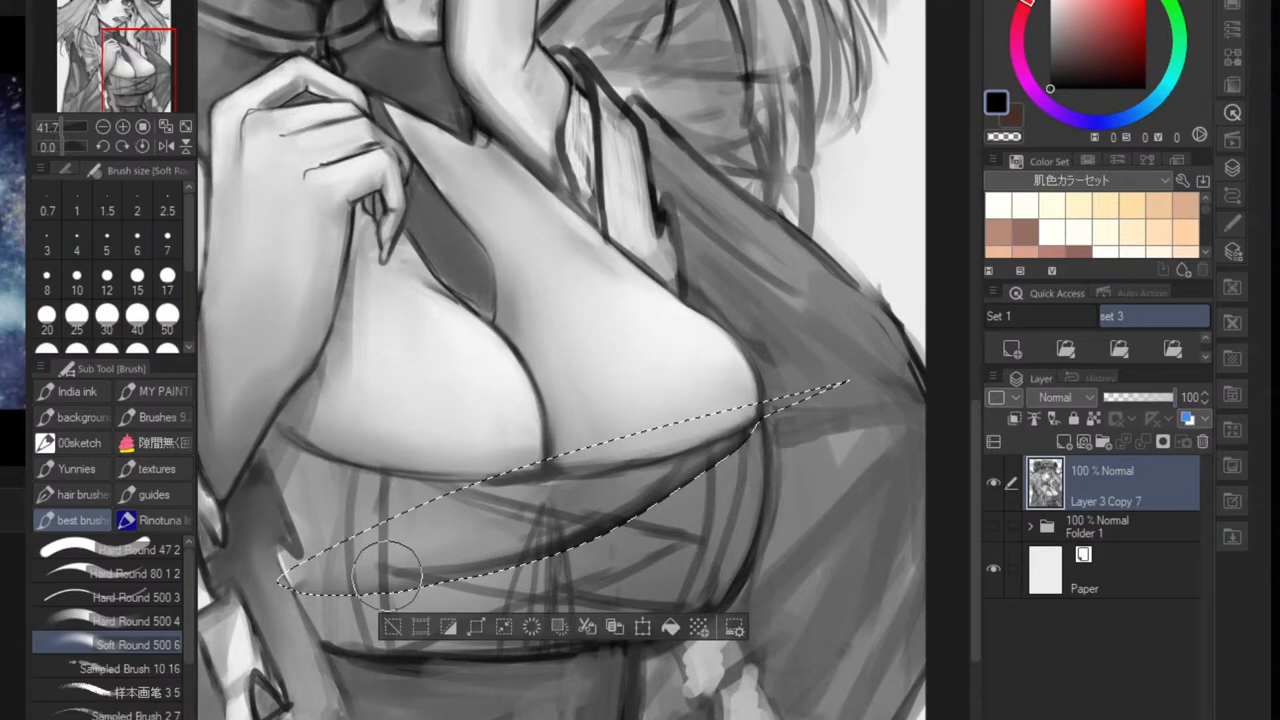 41.7
0.0
Brush size [Soft Rou
0.7 1 1.5 2 2.5
3 4 5 6 7
8 10 12 15 17
20 25 30 40 50
Sub Tool [Brush]
India ink
MY PAINT
backgroun
Brushes 9.
00sketch
Yunnies
textures
hair brushe
guides
best brush
Rinotuna li
Hard Round 47 2
Hard Round 80 1 2
Hard Round 500 3
Hard Round 500 4
Soft Round 500 6
Sampled Brush 10 16
样本画笔 3 5
Sampled Brush 2 7
H 0 S 0 V 0
Color Set
肌色カラーセット
H S V
Quick Access
Auto Action
Set 1
set 3
Layer
History
Normal
100
100 % Normal
Layer 3 Copy 7
100 % Normal
Folder 1
Paper